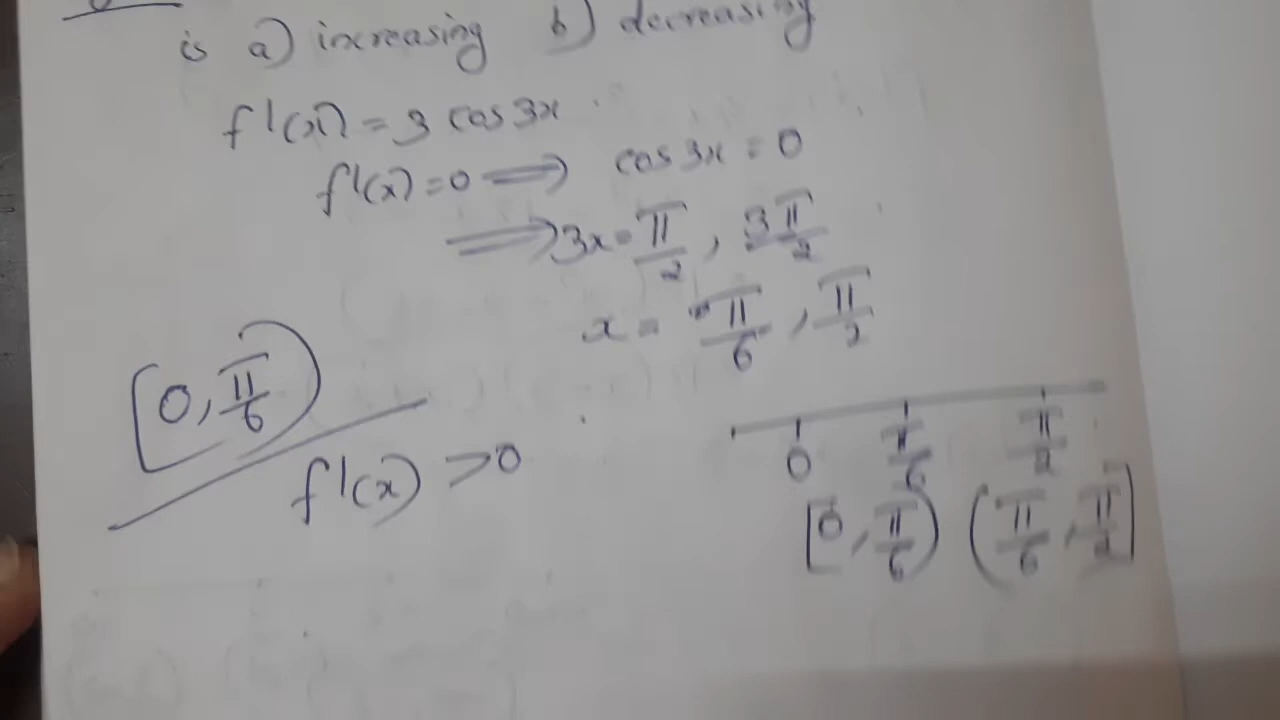 is a) increasing b) decreasing
f'(x) = 3 cos 3x
f'(x) = 0 ⟹ cos 3x = 0
⟹ 3x = π/2, 3π/2
x = π/6, π/2
[0, π/6)
f'(x) > 0
0 π/6 π/2
[0, π/6) (π/6, π/2]